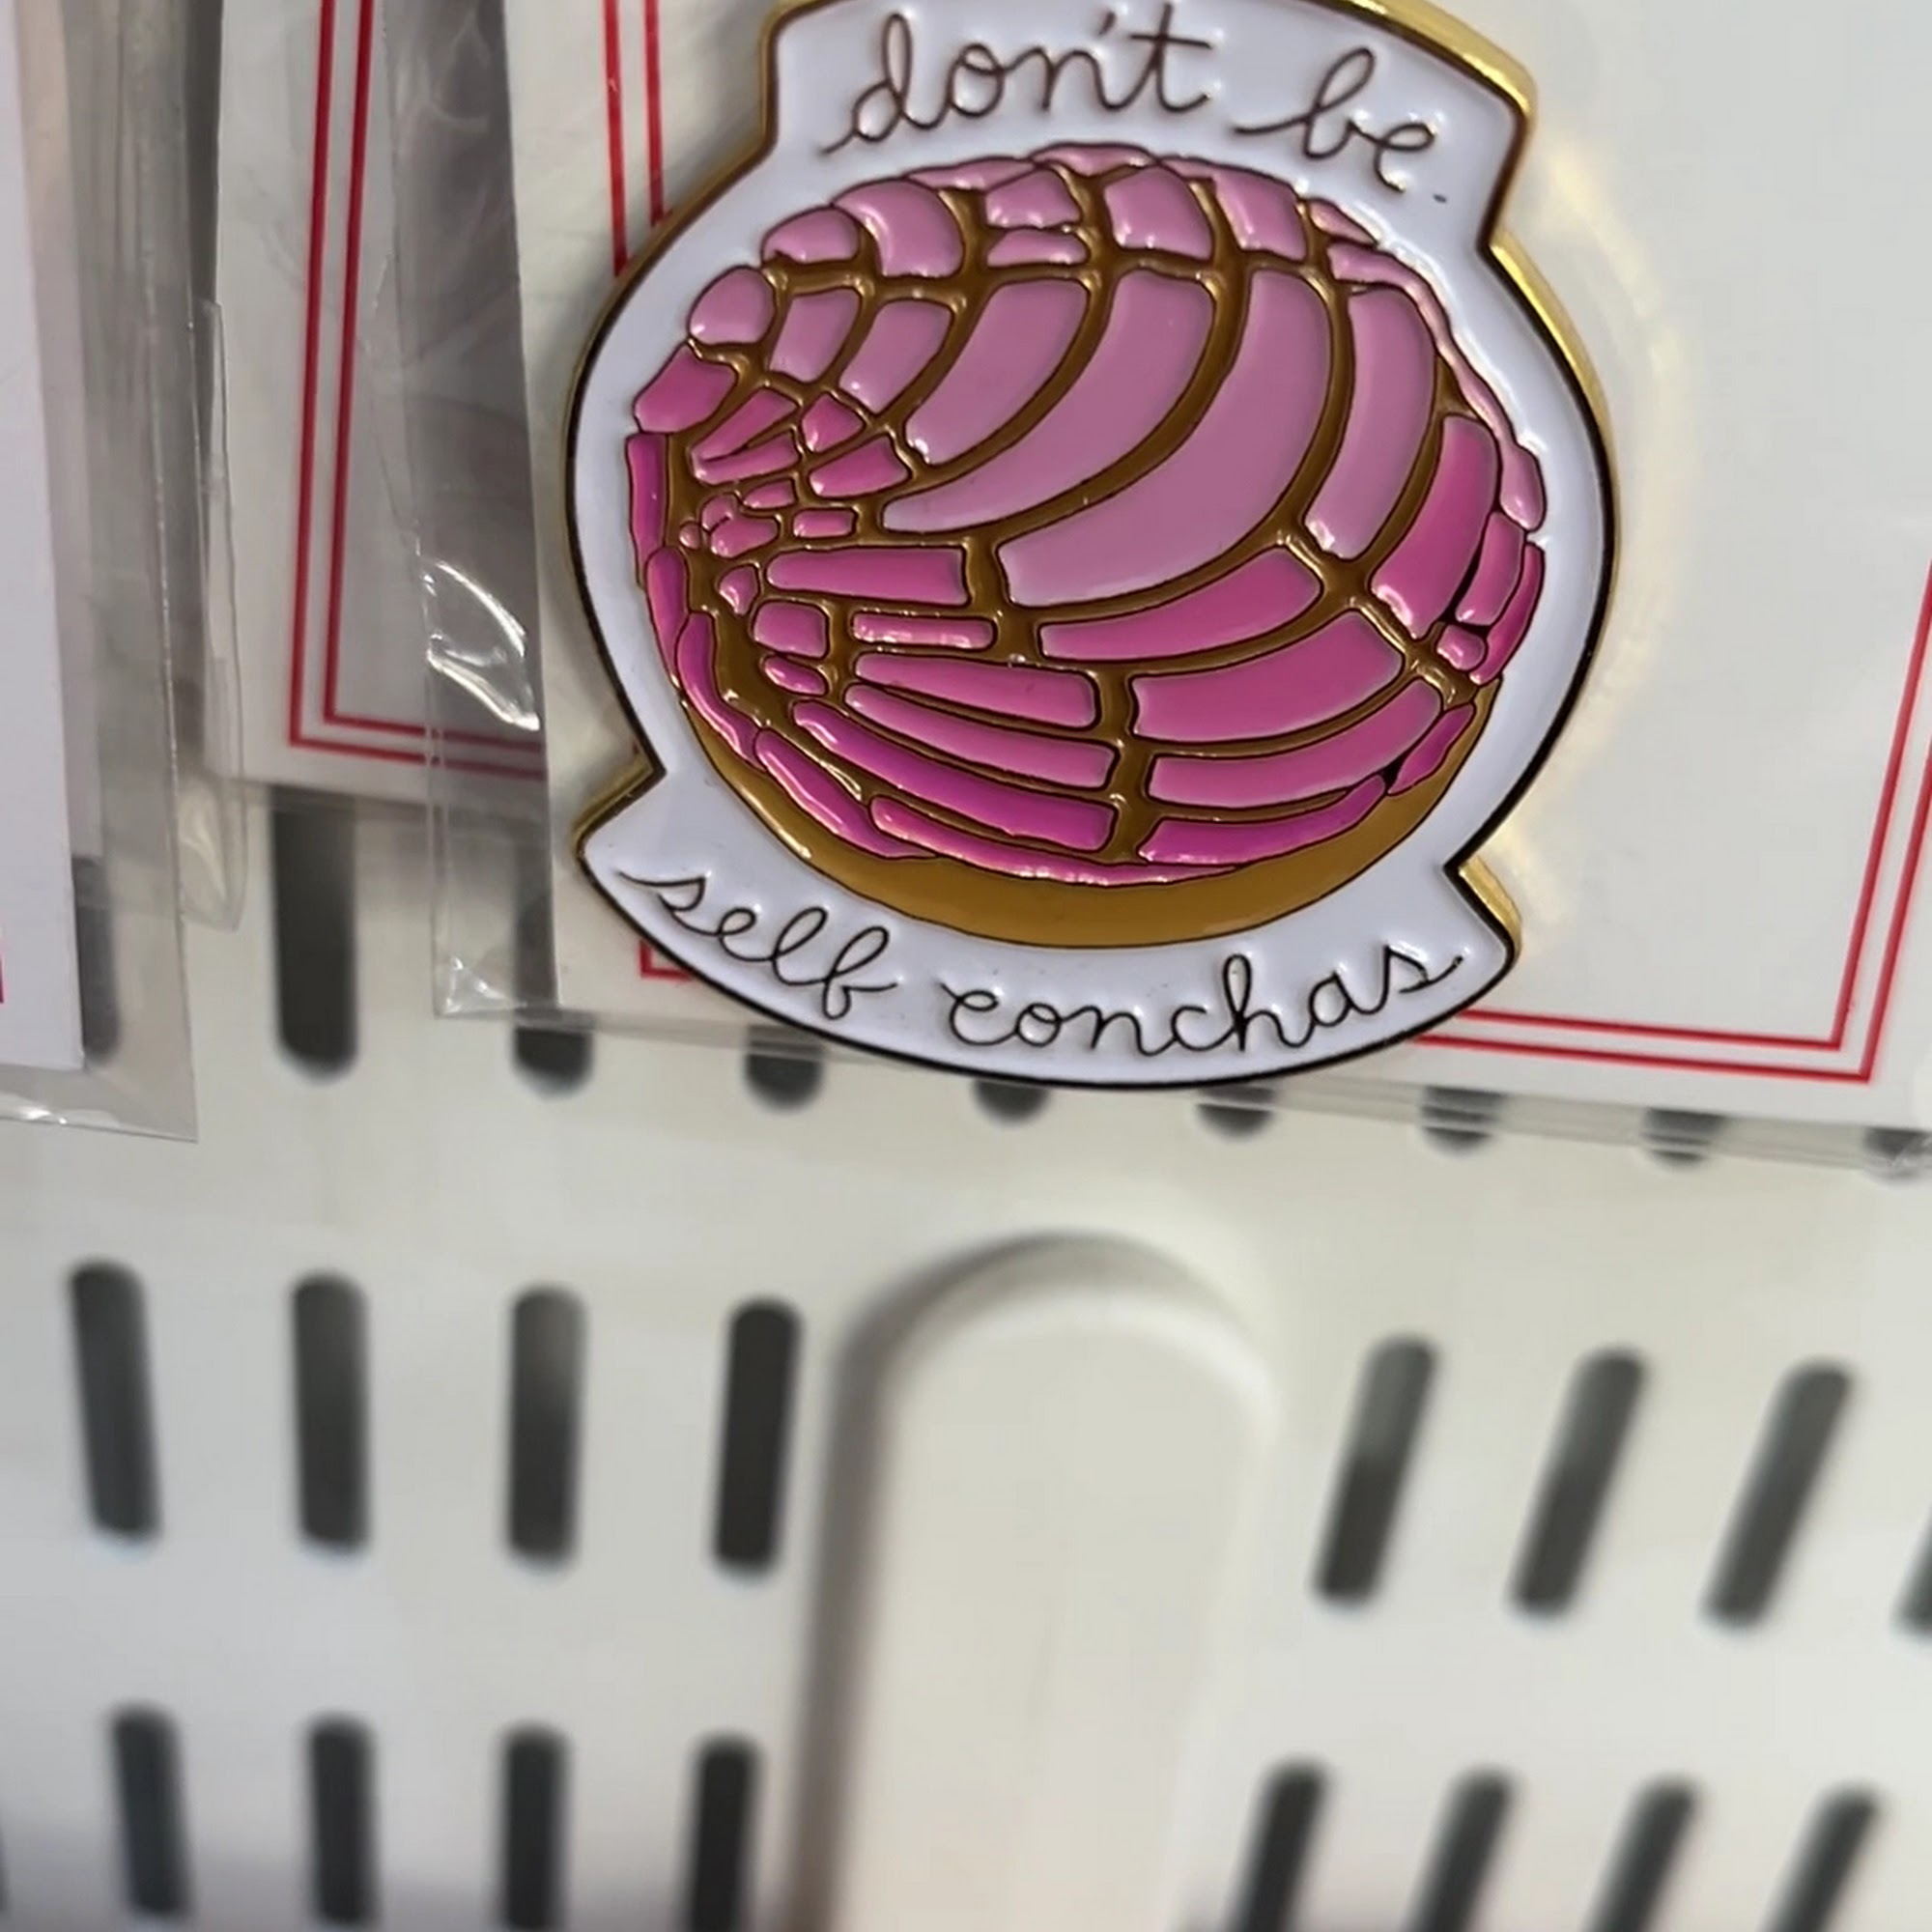 don't be
self conchas